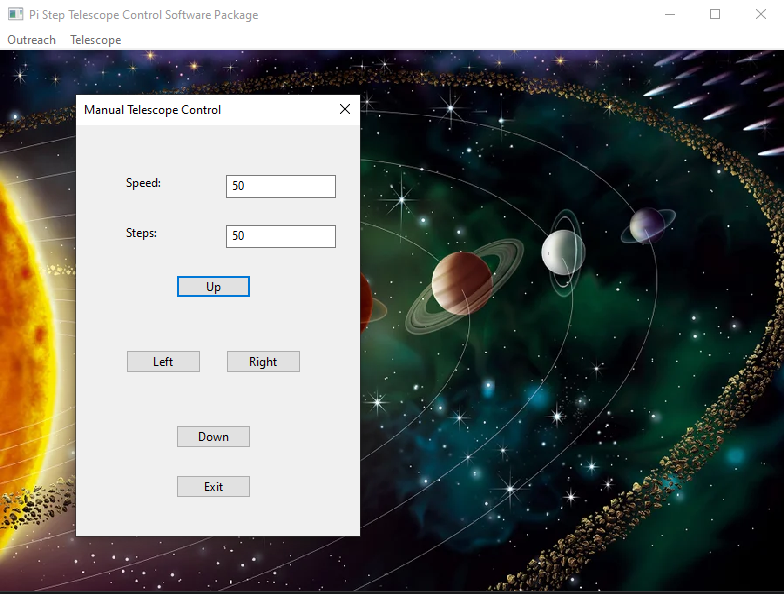 Pi Step Telescope Control Software Package
Outreach Telescope
Manual Telescope Control
Speed: 50
Steps: 50
Up
Left Right
Down
Exit